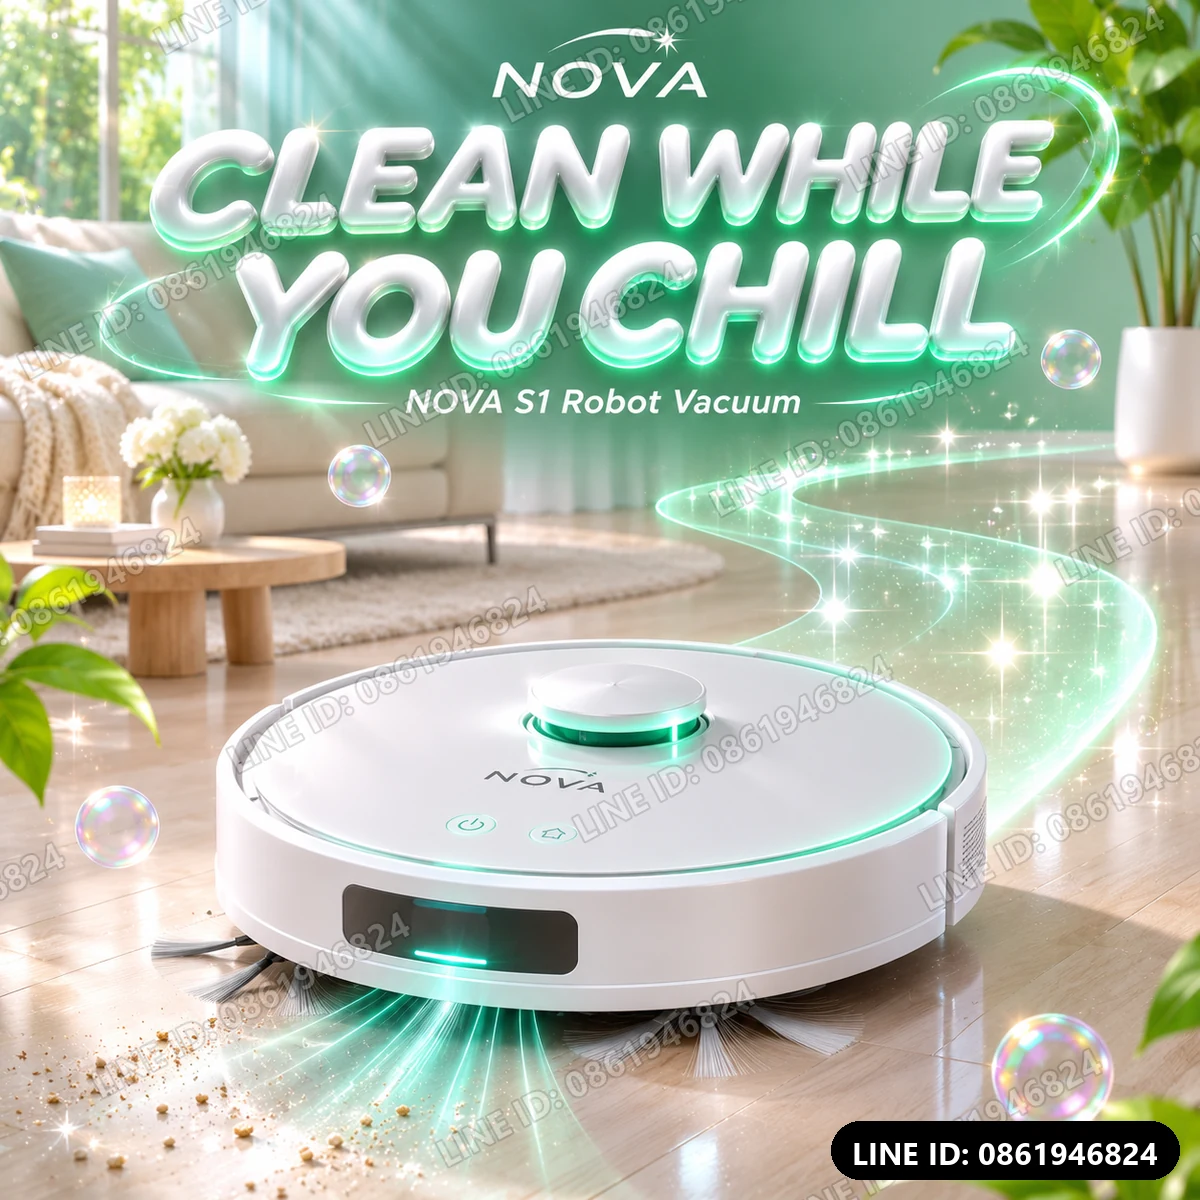 NOVA
CLEAN WHILE
YOU CHILL
NOVA S1 Robot Vacuum
NOVA
LINE ID: 0861946824